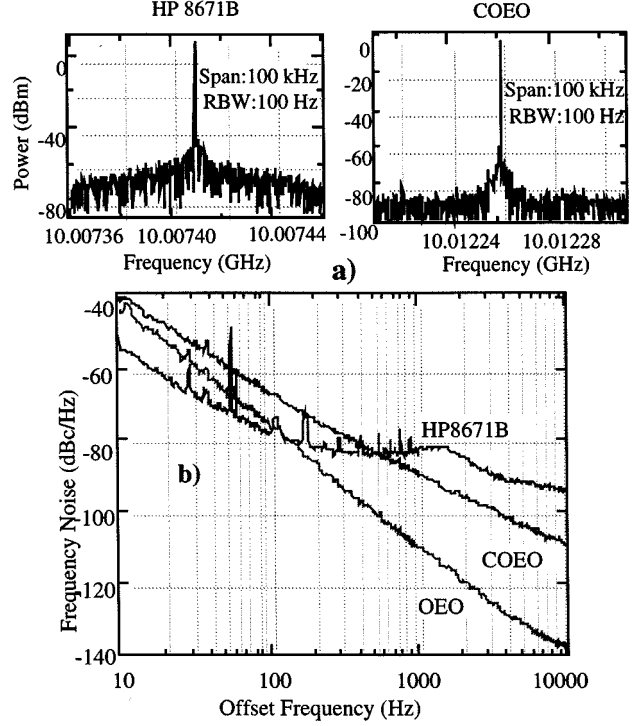 HP 8671B
COEO
0
-40
-80
Power (dBm)
Span:100 kHz
RBW:100 Hz
10.00736 10.00740 10.00744
Frequency (GHz)
0
-20
-40
-60
-80
-100
Span:100 kHz
RBW:100 Hz
10.01224 10.01228
Frequency (GHz)
a)
-40
-60
-80
-100
-120
-140
Frequency Noise (dBc/Hz)
b)
HP8671B
COEO
OEO
10 100 1000 10000
Offset Frequency (Hz)